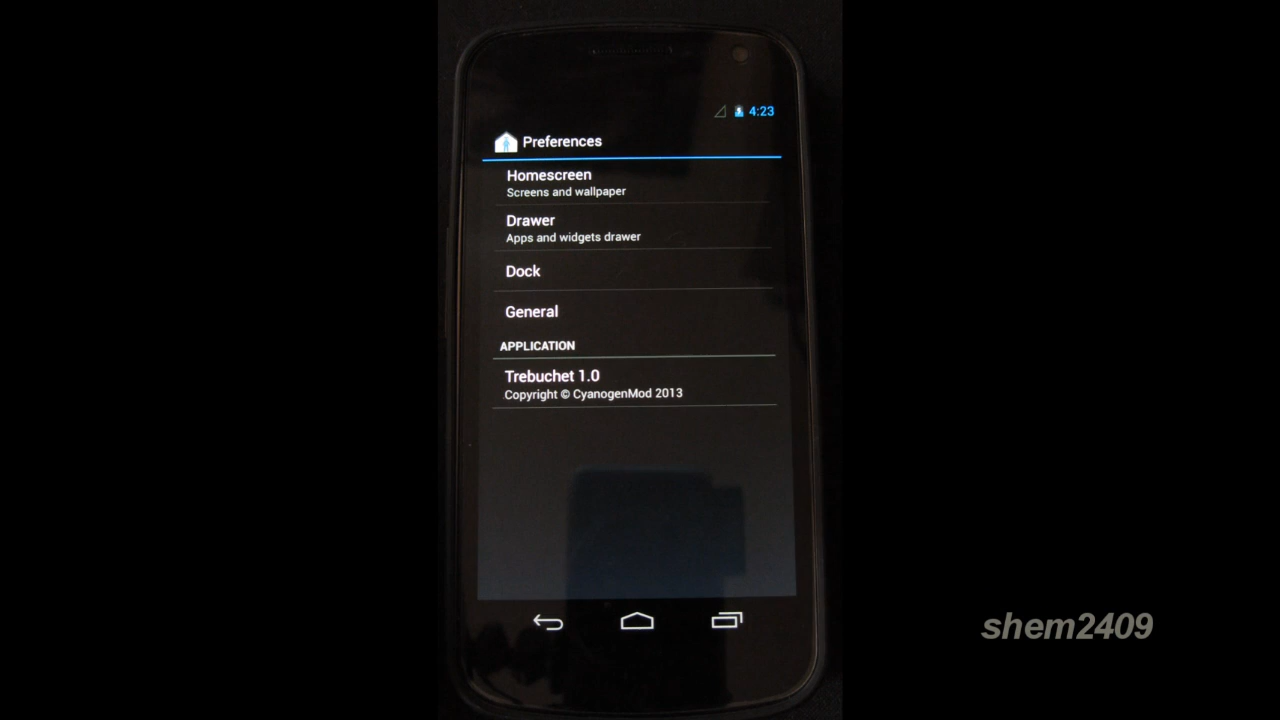 4:23
Preferences
Homescreen
Screens and wallpaper
Drawer
Apps and widgets drawer
Dock
General
APPLICATION
Trebuchet 1.0
Copyright © CyanogenMod 2013
shem2409